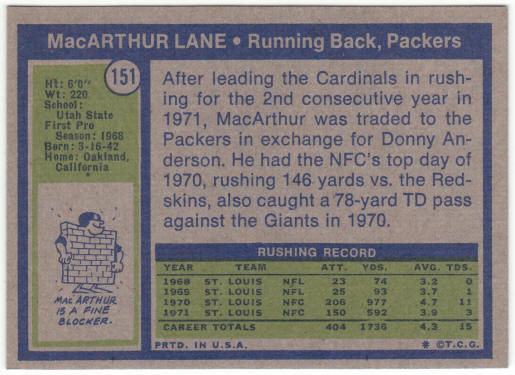 MacARTHUR LANE • Running Back, Packers
151
Ht: 6'0"
Wt: 220
School:
Utah State
First Pro
Season: 1968
Born: 3-16-42
Home: Oakland,
California
After leading the Cardinals in rush-
ing for the 2nd consecutive year in
1971, MacArthur was traded to the
Packers in exchange for Donny An-
derson. He had the NFC's top day of
1970, rushing 146 yards vs. the Red-
skins, also caught a 78-yard TD pass
against the Giants in 1970.
MAC ARTHUR
IS A FINE
BLOCKER.
RUSHING RECORD
YEAR TEAM ATT. YDS. AVG. TDS.
1968 ST. LOUIS NFL 23 74 3.2 0
1969 ST. LOUIS NFL 25 93 3.7 1
1970 ST. LOUIS NFC 206 977 4.7 11
1971 ST. LOUIS NFC 150 592 3.9 3
CAREER TOTALS 404 1736 4.3 15
PRTD. IN U.S.A. * ©T.C.G.